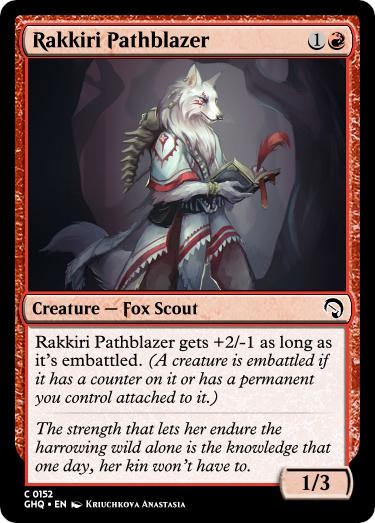 Rakkiri Pathblazer 1
Creature — Fox Scout
Rakkiri Pathblazer gets +2/-1 as long as
it's embattled. (A creature is embattled if
it has a counter on it or has a permanent
you control attached to it.)
The strength that lets her endure the
harrowing wild alone is the knowledge that
one day, her kin won't have to.
1/3
C 0152
GHQ • EN Kriuchkova Anastasia